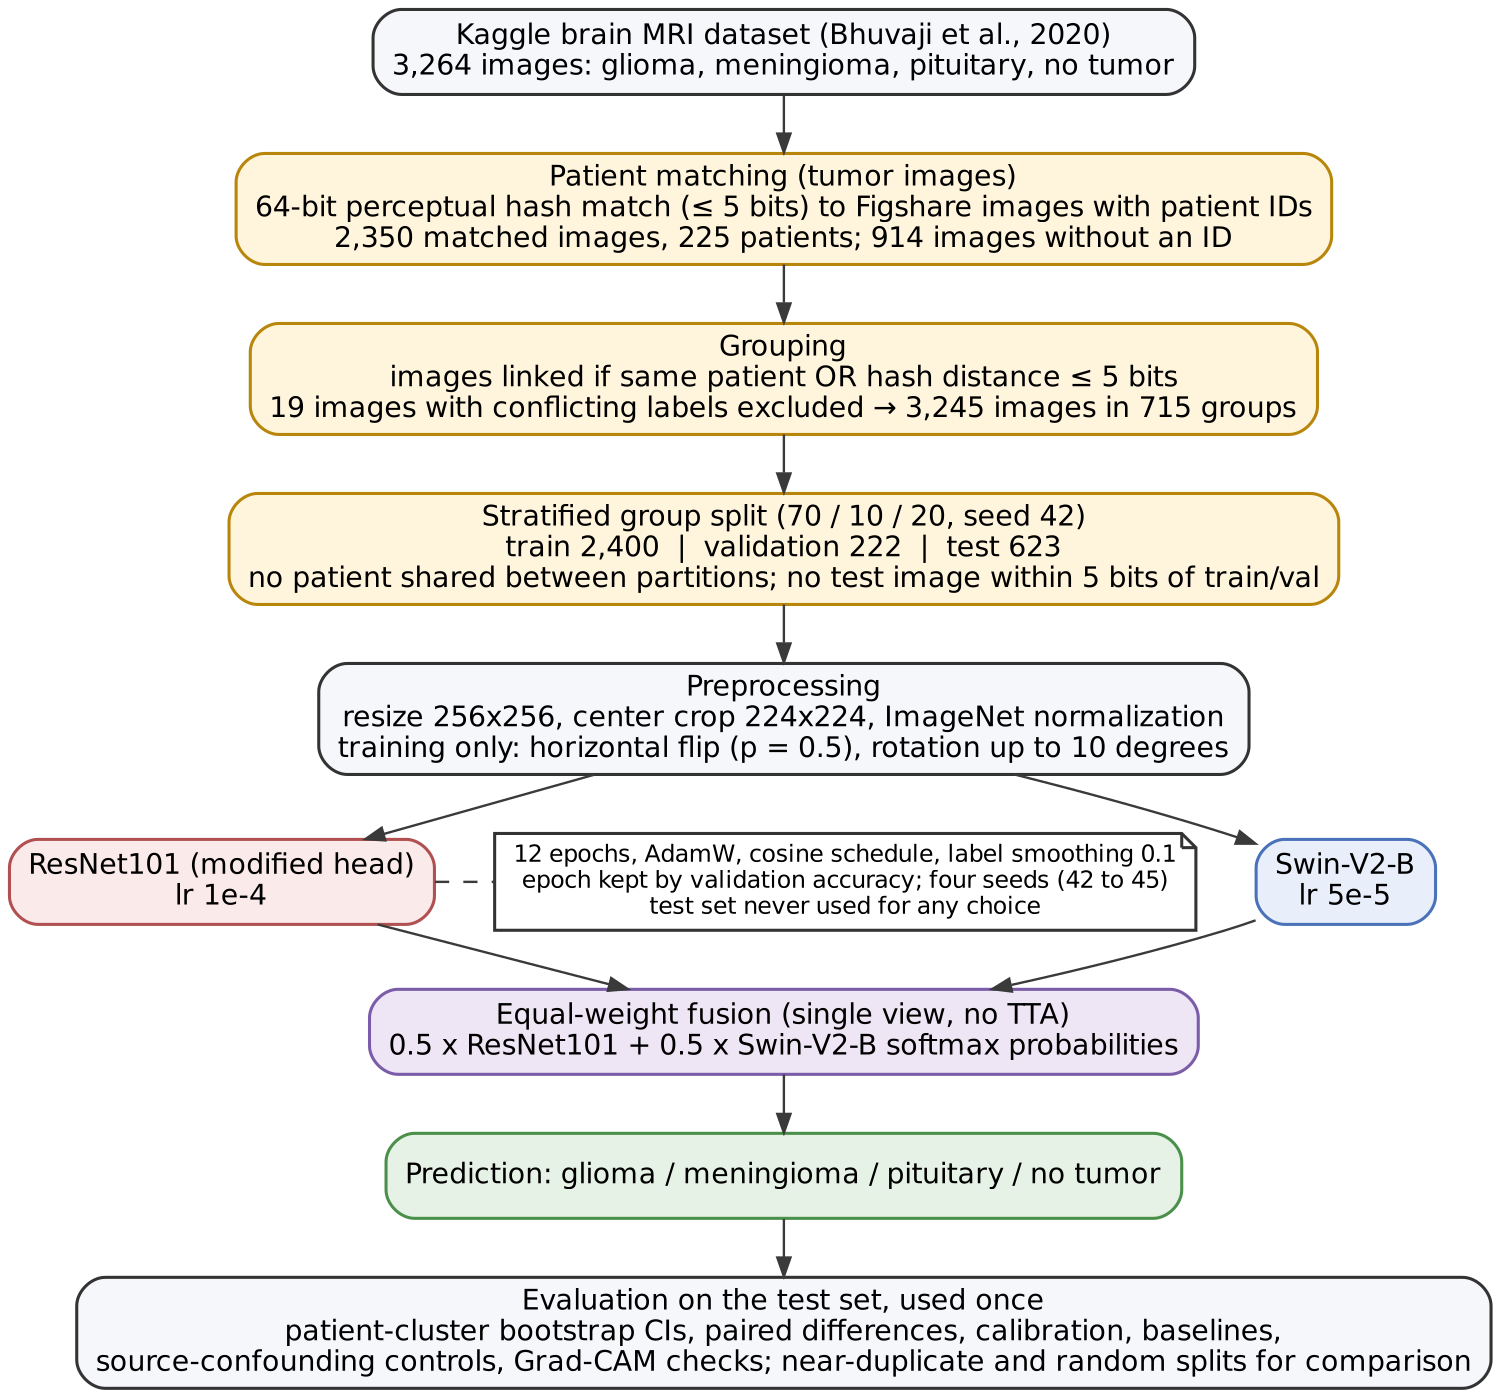 Kaggle brain MRI dataset (Bhuvaji et al., 2020)
3,264 images: glioma, meningioma, pituitary, no tumor
Patient matching (tumor images)
64-bit perceptual hash match (≤ 5 bits) to Figshare images with patient IDs
2,350 matched images, 225 patients; 914 images without an ID
Grouping
images linked if same patient OR hash distance ≤ 5 bits
19 images with conflicting labels excluded → 3,245 images in 715 groups
Stratified group split (70 / 10 / 20, seed 42)
train 2,400 | validation 222 | test 623
no patient shared between partitions; no test image within 5 bits of train/val
Preprocessing
resize 256x256, center crop 224x224, ImageNet normalization
training only: horizontal flip (p = 0.5), rotation up to 10 degrees
ResNet101 (modified head)
lr 1e-4
12 epochs, AdamW, cosine schedule, label smoothing 0.1
epoch kept by validation accuracy; four seeds (42 to 45)
test set never used for any choice
Swin-V2-B
lr 5e-5
Equal-weight fusion (single view, no TTA)
0.5 x ResNet101 + 0.5 x Swin-V2-B softmax probabilities
Prediction: glioma / meningioma / pituitary / no tumor
Evaluation on the test set, used once
patient-cluster bootstrap CIs, paired differences, calibration, baselines,
source-confounding controls, Grad-CAM checks; near-duplicate and random splits for comparison